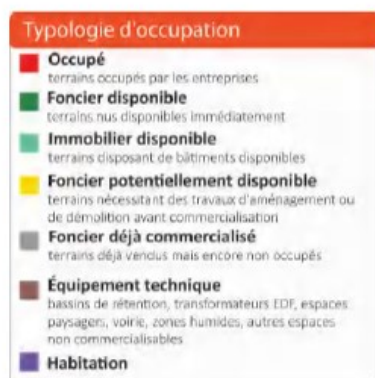 Typologie d'occupation
Occupé
terrains occupés par les entreprises
Foncier disponible
terrains nus disponibles immédiatement
Immobilier disponible
terrains disposant de bâtiments disponibles
Foncier potentiellement disponible
terrains nécessitant des travaux d'aménagement ou
de démolition avant commercialisation
Foncier déjà commercialisé
terrains déjà vendus mais encore non occupés
Équipement technique
bassins de rétention, transformateurs EDF, espaces
paysagers, voirie, zones humides, autres espaces
non commercialisables
Habitation